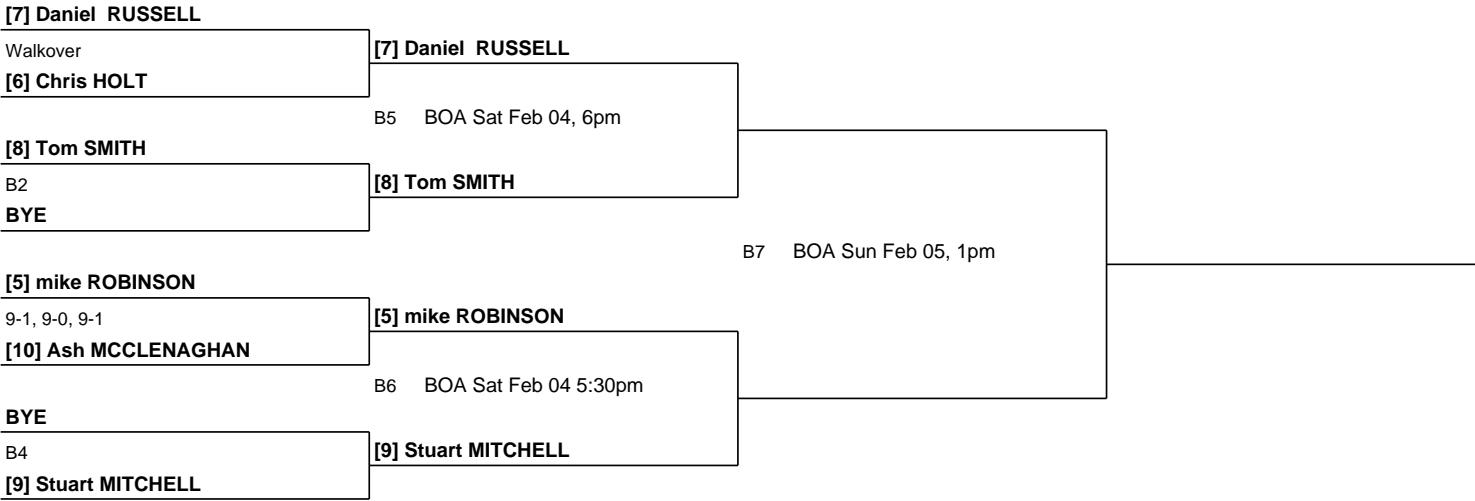 [7] Daniel  RUSSELL
Walkover
[7] Daniel  RUSSELL
[6] Chris HOLT
B5 BOA Sat Feb 04, 6pm
[8] Tom SMITH
B2
[8] Tom SMITH
BYE
B7 BOA Sun Feb 05, 1pm
[5] mike ROBINSON
9-1, 9-0, 9-1
[5] mike ROBINSON
[10] Ash MCCLENAGHAN
B6 BOA Sat Feb 04 5:30pm
BYE
B4
[9] Stuart MITCHELL
[9] Stuart MITCHELL